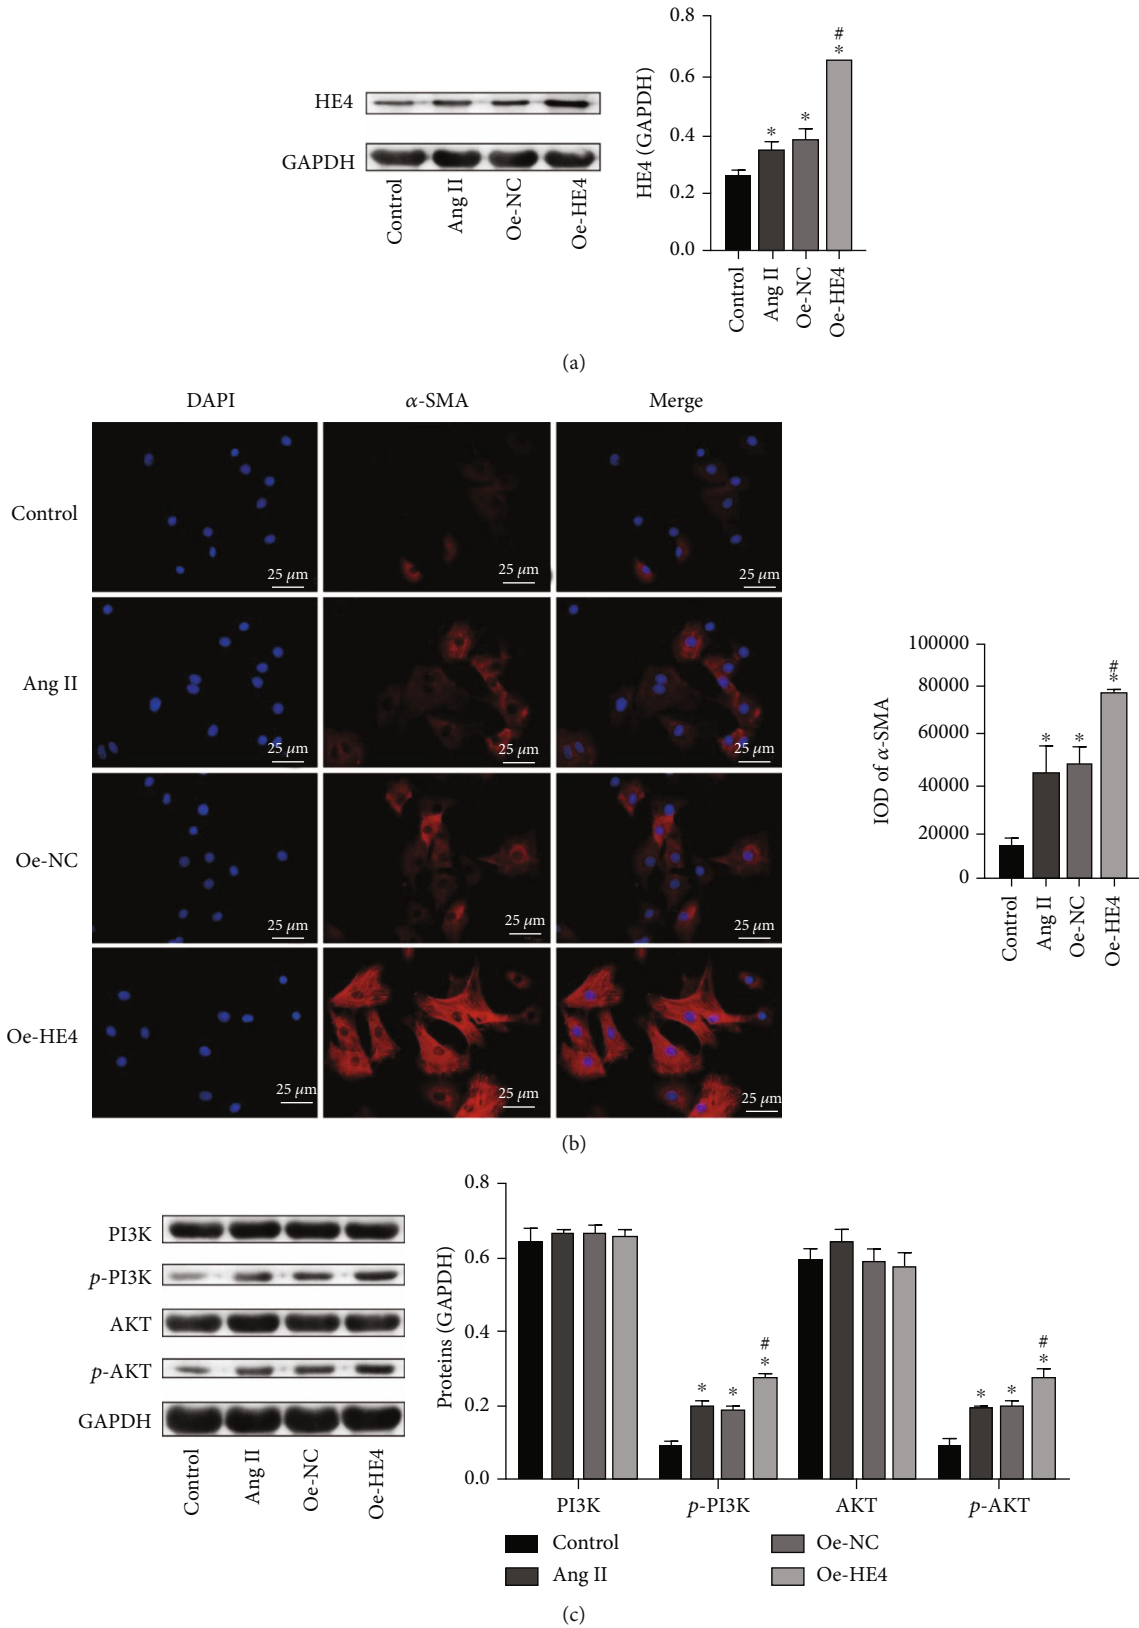 HE4
GAPDH
Control
Ang II
Oe-NC
Oe-HE4
HE4 (GAPDH)
0.8
0.6
0.4
0.2
0.0
*
*
#
*
Control
Ang II
Oe-NC
Oe-HE4
(a)
DAPI
α-SMA
Merge
Control
25 μm
25 μm
25 μm
Ang II
25 μm
25 μm
25 μm
Oe-NC
25 μm
25 μm
25 μm
Oe-HE4
25 μm
25 μm
25 μm
IOD of α-SMA
100000
80000
60000
40000
20000
0
*
*
#
*
Control
Ang II
Oe-NC
Oe-HE4
(b)
PI3K
p-PI3K
AKT
p-AKT
GAPDH
Control
Ang II
Oe-NC
Oe-HE4
Proteins (GAPDH)
0.8
0.6
0.4
0.2
0.0
*
*
#
*
*
*
#
*
PI3K
p-PI3K
AKT
p-AKT
Control
Ang II
Oe-NC
Oe-HE4
(c)